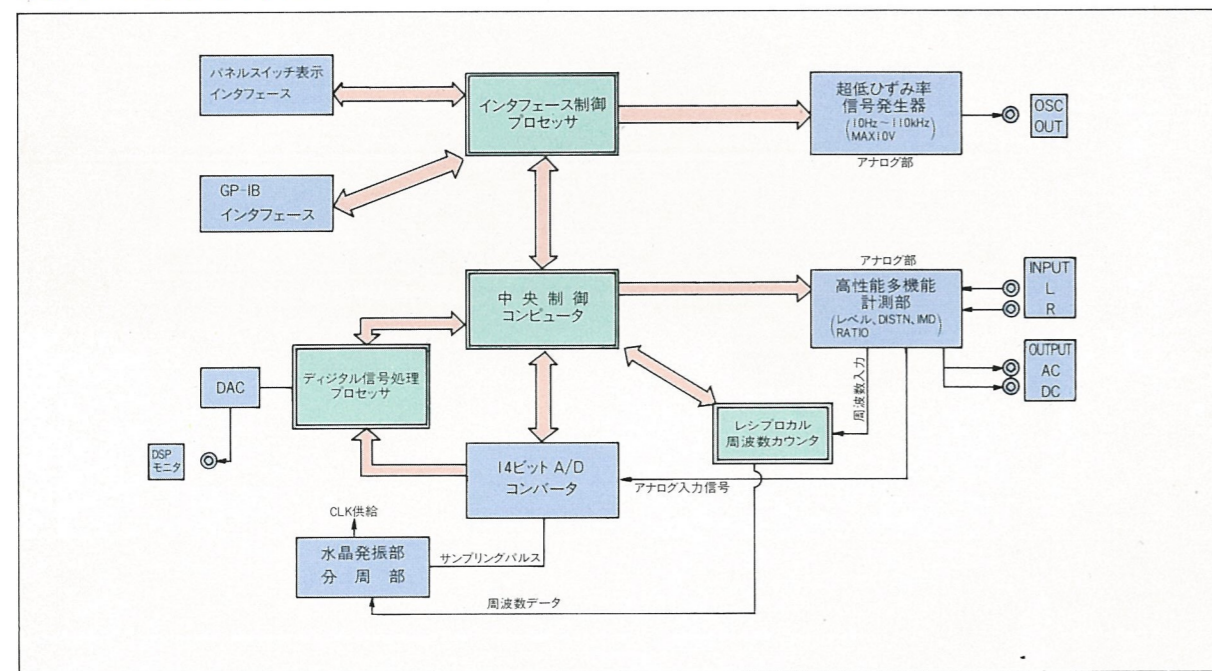 パネルスイッチ表示
インタフェース
インタフェース制御
プロセッサ
超低ひずみ率
信号発生器
(10Hz~110kHz
MAX10V)
アナログ部
OSC
OUT
GP-IB
インタフェース
中央制御
コンピュータ
アナログ部
高性能多機能
計測部
(レベル、DISTN、IMD
RATIO)
INPUT
L
R
OUTPUT
AC
DC
ディジタル信号処理
プロセッサ
DAC
DSP
モニタ
周波数入力
レシプロカル
周波数カウンタ
14ビット A/D
コンバータ
アナログ入力信号
CLK供給
水晶発振部
分周部
サンプリングパルス
周波数データ